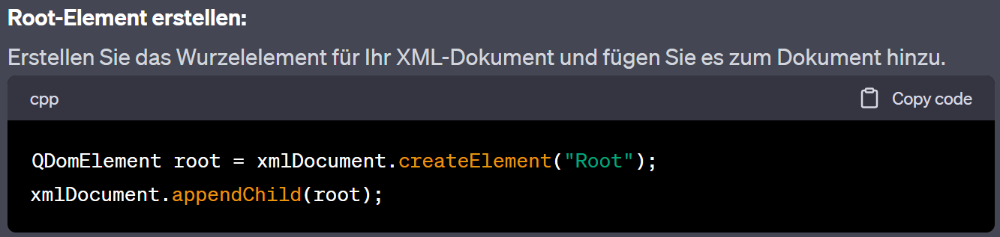 Root-Element erstellen:
Erstellen Sie das Wurzelelement für Ihr XML-Dokument und fügen Sie es zum Dokument hinzu.
cpp
Copy code
QDomElement root = xmlDocument.createElement("Root");
xmlDocument.appendChild(root);